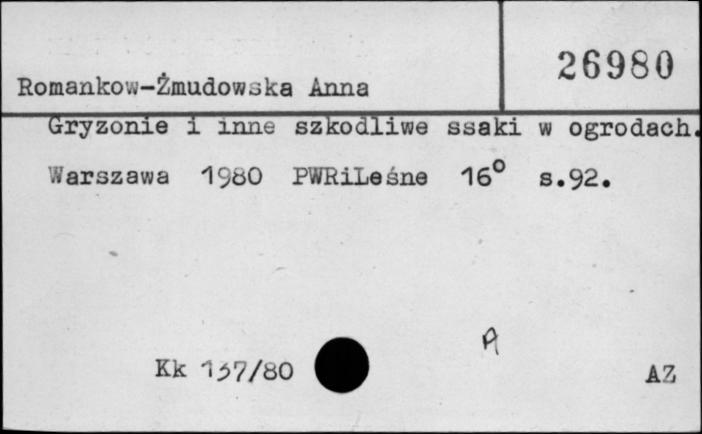 26980
Romankow-Żmudowska Anna
Gryzonie i inne szkodliwe ssaki w ogrodach.
Warszawa 1980 PWRiLeśne 16° s.92.
A
Kk 137/80
AZ